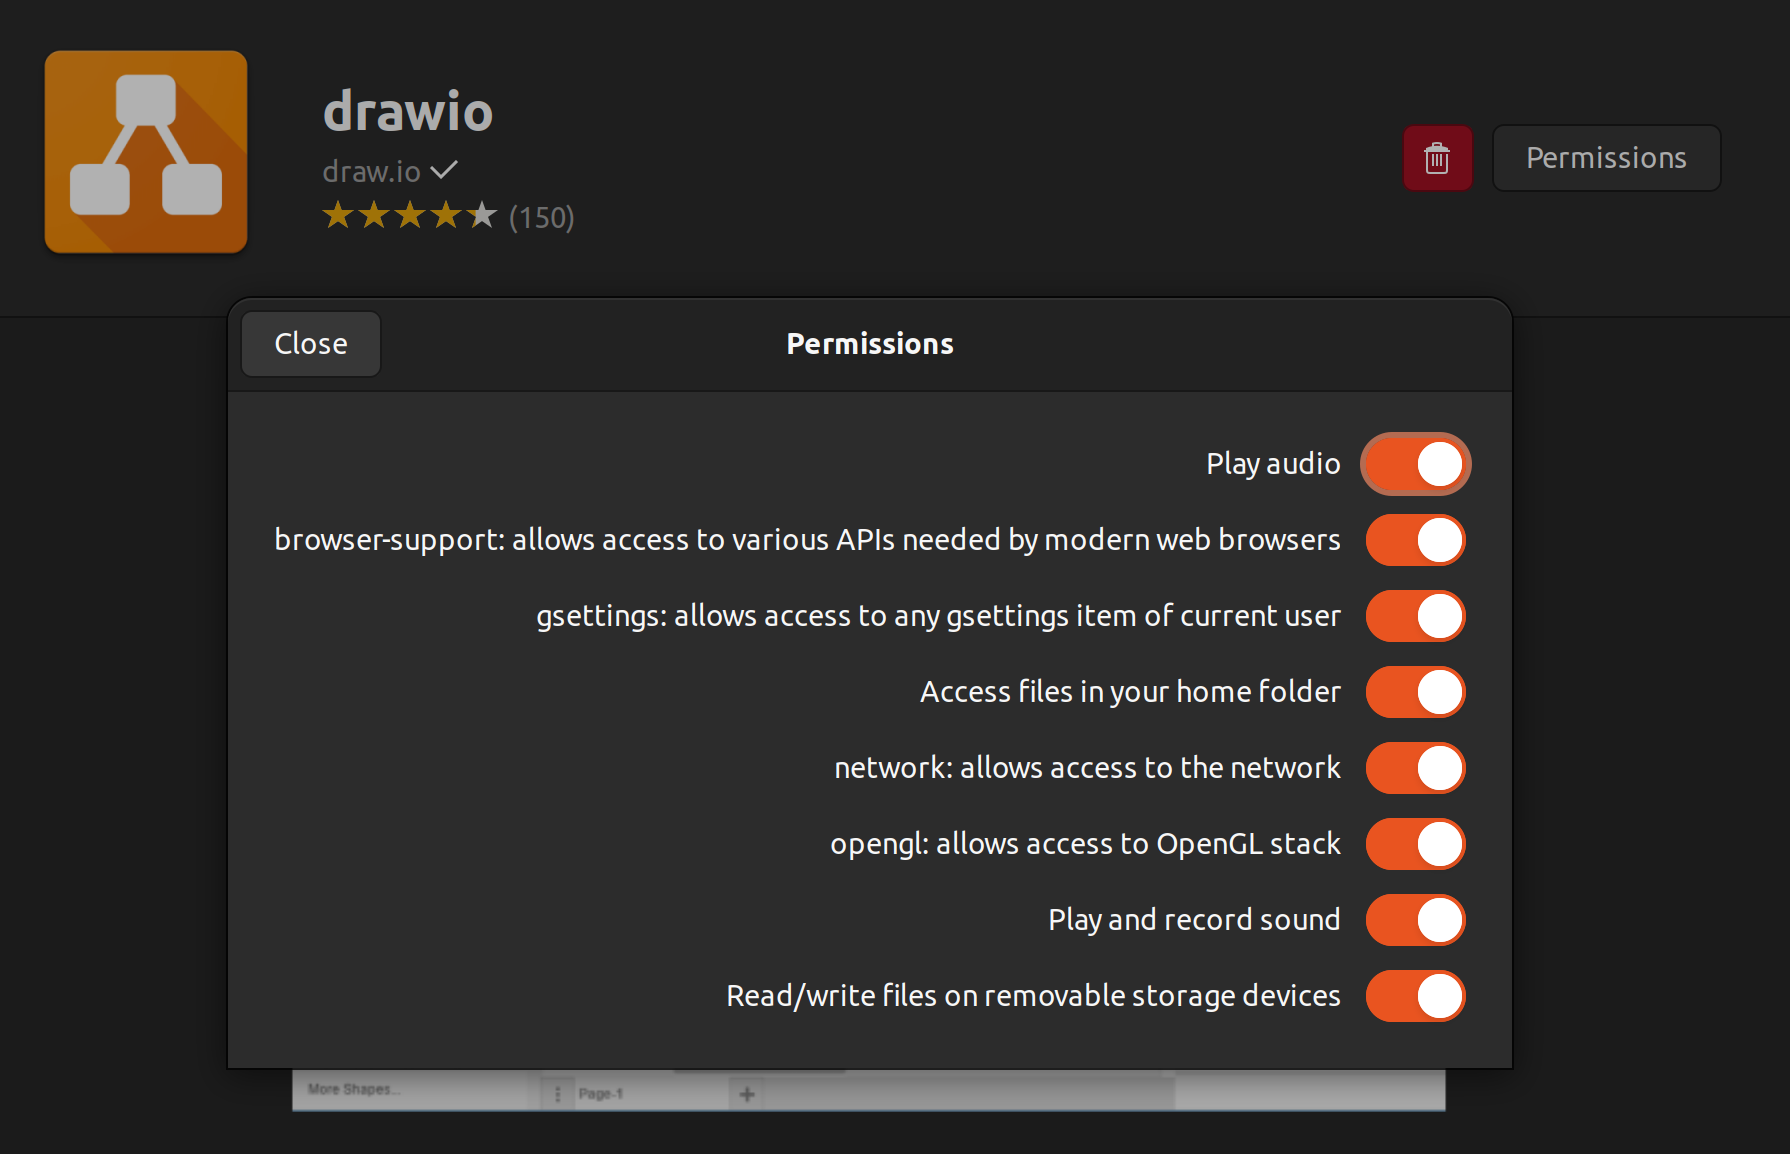 drawio
draw.io
(150)
Permissions
Close
Permissions
Play audio
browser-support: allows access to various APIs needed by modern web browsers
gsettings: allows access to any gsettings item of current user
Access files in your home folder
network: allows access to the network
opengl: allows access to OpenGL stack
Play and record sound
Read/write files on removable storage devices
More Shapes...
Page-1